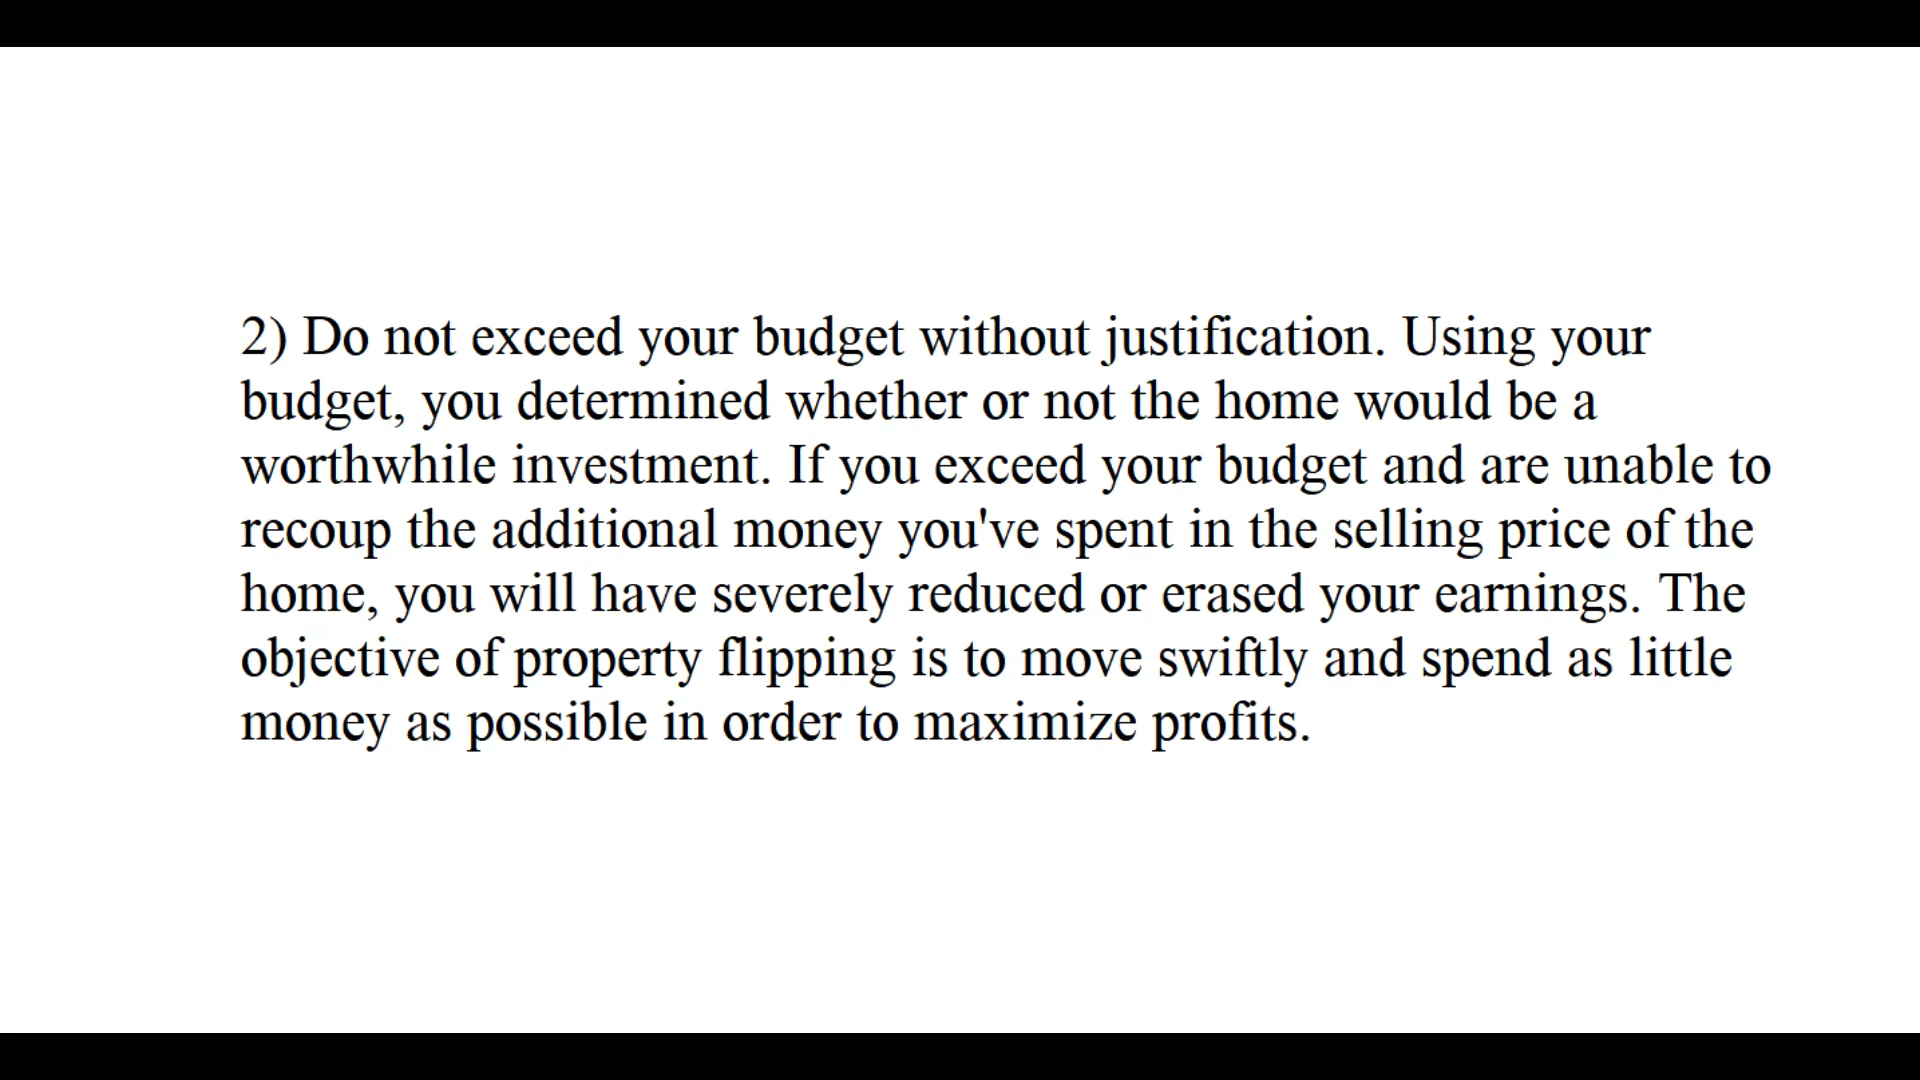 2) Do not exceed your budget without justification. Using your
budget, you determined whether or not the home would be a
worthwhile investment. If you exceed your budget and are unable to
recoup the additional money you've spent in the selling price of the
home, you will have severely reduced or erased your earnings. The
objective of property flipping is to move swiftly and spend as little
money as possible in order to maximize profits.